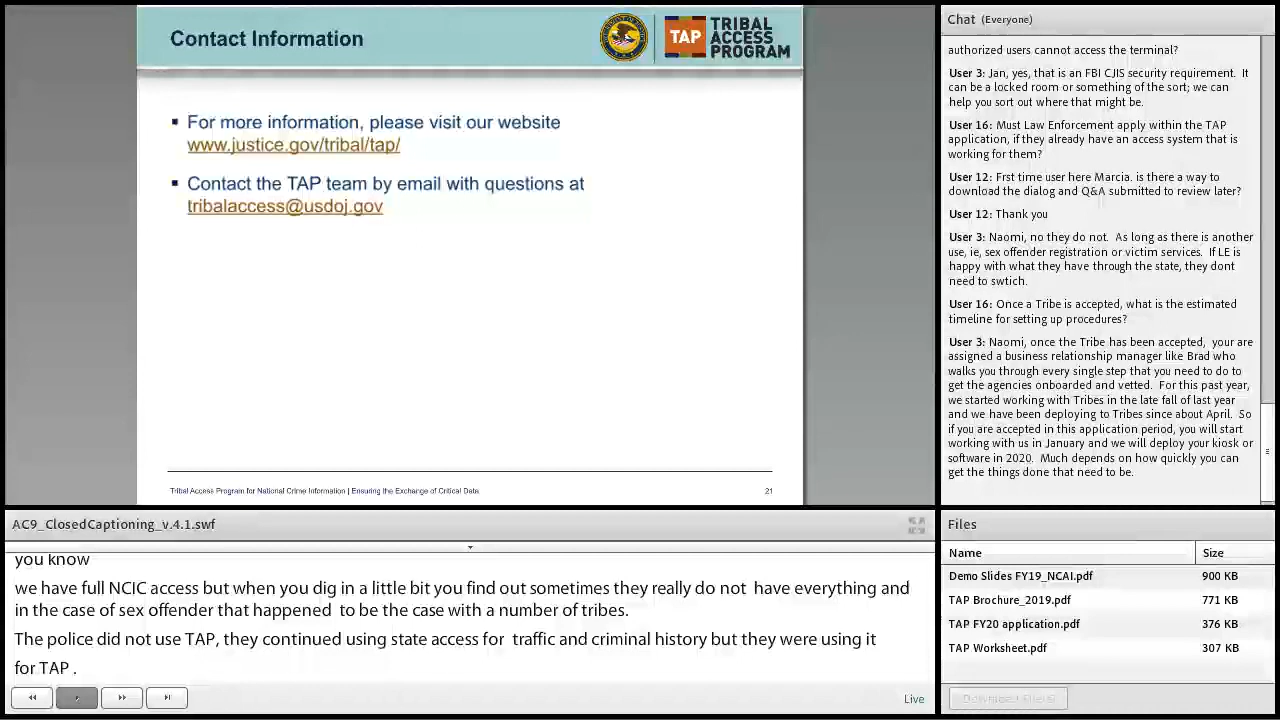 Contact Information
TAP
TRIBAL
ACCESS
PROGRAM
▪ For more information, please visit our website
www.justice.gov/tribal/tap/
▪ Contact the TAP team by email with questions at
tribalaccess@usdoj.gov
Tribal Access Program for National Crime Information | Ensuring the Exchange of Critical Data
21
AC9_ClosedCaptioning_v.4.1.swf
you know
we have full NCIC access but when you dig in a little bit you find out sometimes they really do not have everything and
in the case of sex offender that happened to be the case with a number of tribes.
The police did not use TAP, they continued using state access for traffic and criminal history but they were using it
for TAP .
Live
Chat (Everyone)
authorized users cannot access the terminal?
User 3: Jan, yes, that is an FBI CJIS security requirement. It
can be a locked room or something of the sort; we can
help you sort out where that might be.
User 16: Must Law Enforcement apply within the TAP
application, if they already have an access system that is
working for them?
User 12: Frst time user here Marcia. is there a way to
download the dialog and Q&A submitted to review later?
User 12: Thank you
User 3: Naomi, no they do not. As long as there is another
use, ie, sex offender registration or victim services. If LE is
happy with what they have through the state, they dont
need to swtich.
User 16: Once a Tribe is accepted, what is the estimated
timeline for setting up procedures?
User 3: Naomi, once the Tribe has been accepted, your are
assigned a business relationship manager like Brad who
walks you through every single step that you need to do to
get the agencies onboarded and vetted. For this past year,
we started working with Tribes in the late fall of last year
and we have been deploying to Tribes since about April. So
if you are accepted in this application period, you will start
working with us in January and we will deploy your kiosk or
software in 2020. Much depends on how quickly you can
get the things done that need to be.
Files
Name Size
Demo Slides FY19_NCAI.pdf 900 KB
TAP Brochure_2019.pdf 771 KB
TAP FY20 application.pdf 376 KB
TAP Worksheet.pdf 307 KB
Download File(s)